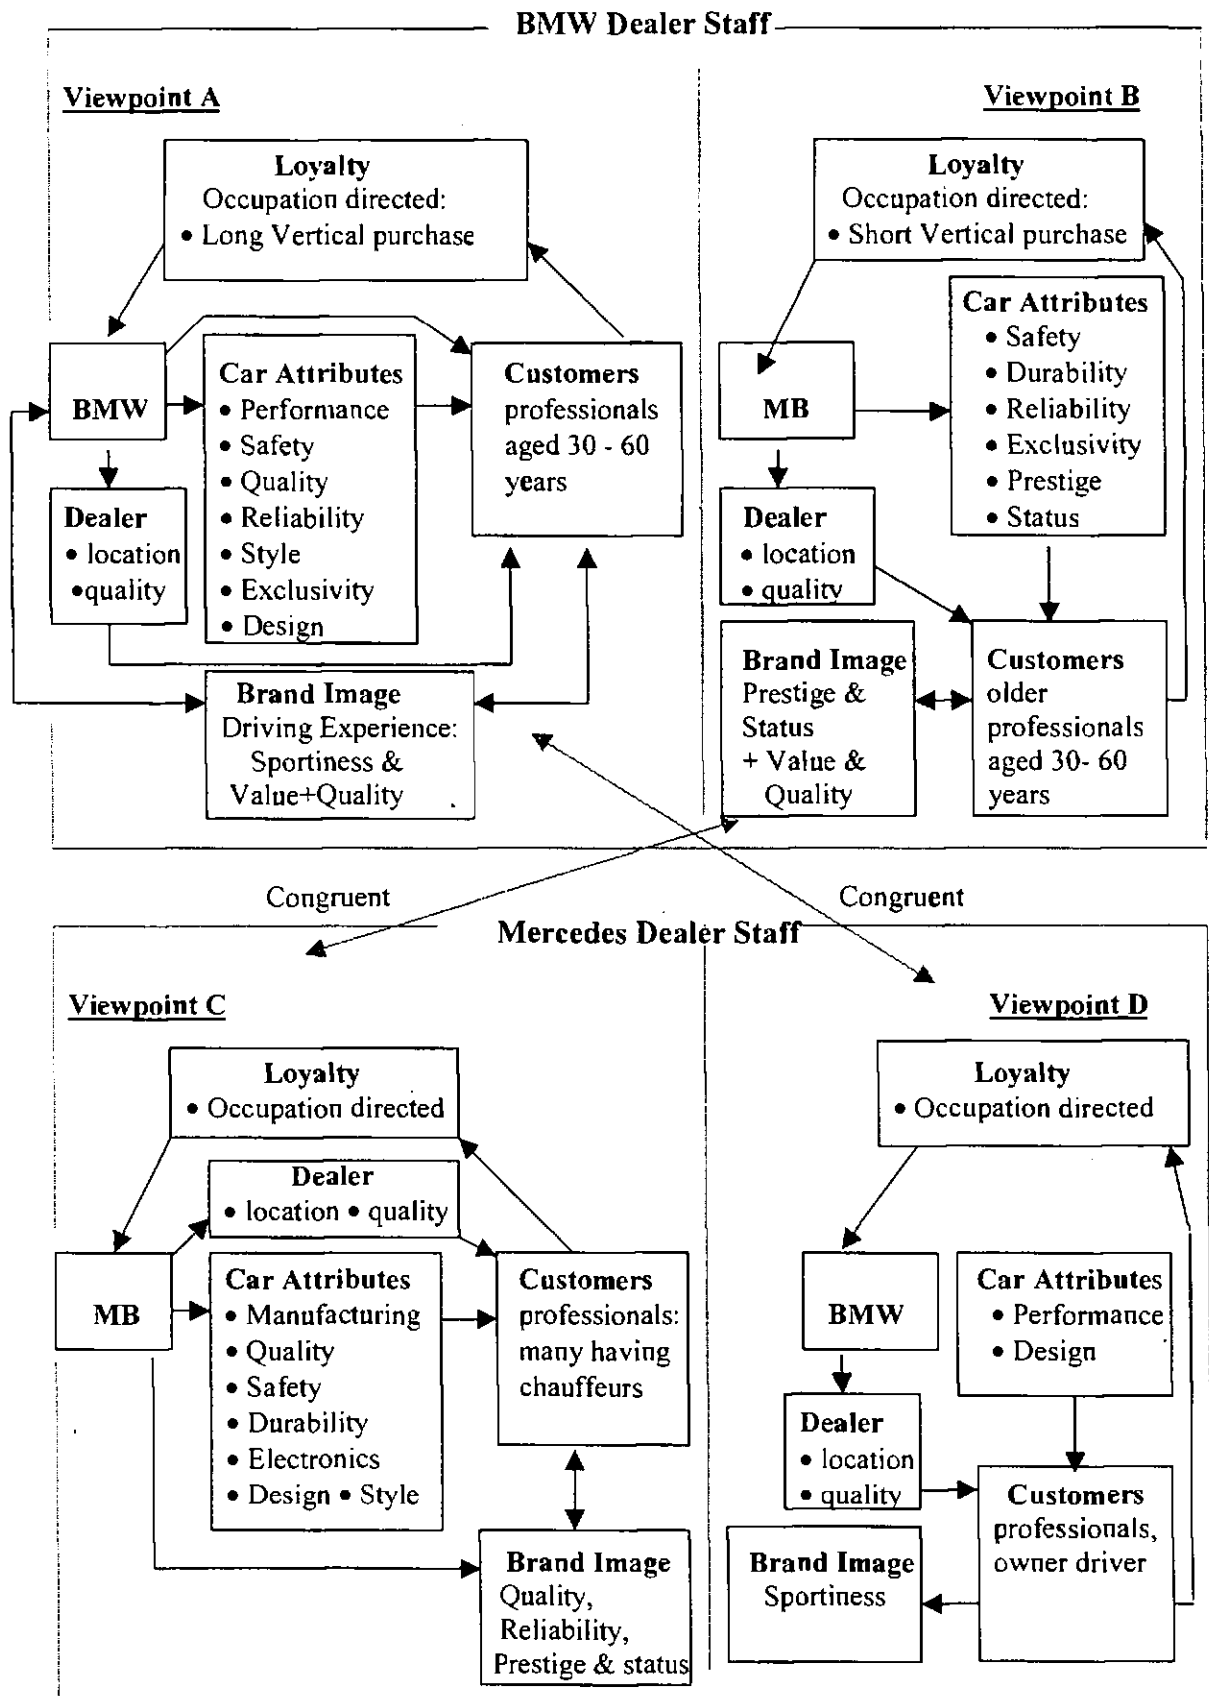 BMW Dealer Staff
Viewpoint A
Loyalty
Occupation directed:
• Long Vertical purchase
BMW
Car Attributes
• Performance
• Safety
• Quality
• Reliability
• Style
• Exclusivity
• Design
Customers
professionals
aged 30 - 60
years
Dealer
• location
•quality
Brand Image
Driving Experience:
Sportiness &
Value+Quality
Viewpoint B
Loyalty
Occupation directed:
• Short Vertical purchase
MB
Car Attributes
• Safety
• Durability
• Reliability
• Exclusivity
• Prestige
• Status
Dealer
• location
• quality
Brand Image
Prestige &
Status
+ Value &
Quality
Customers
older
professionals
aged 30- 60
years
Congruent
Congruent
Mercedes Dealer Staff
Viewpoint C
Loyalty
• Occupation directed
Dealer
• location • quality
MB
Car Attributes
• Manufacturing
• Quality
• Safety
• Durability
• Electronics
• Design • Style
Customers
professionals:
many having
chauffeurs
Brand Image
Quality,
Reliability,
Prestige & status
Viewpoint D
Loyalty
• Occupation directed
BMW
Car Attributes
• Performance
• Design
Dealer
• location
• quality
Customers
professionals,
owner driver
Brand Image
Sportiness